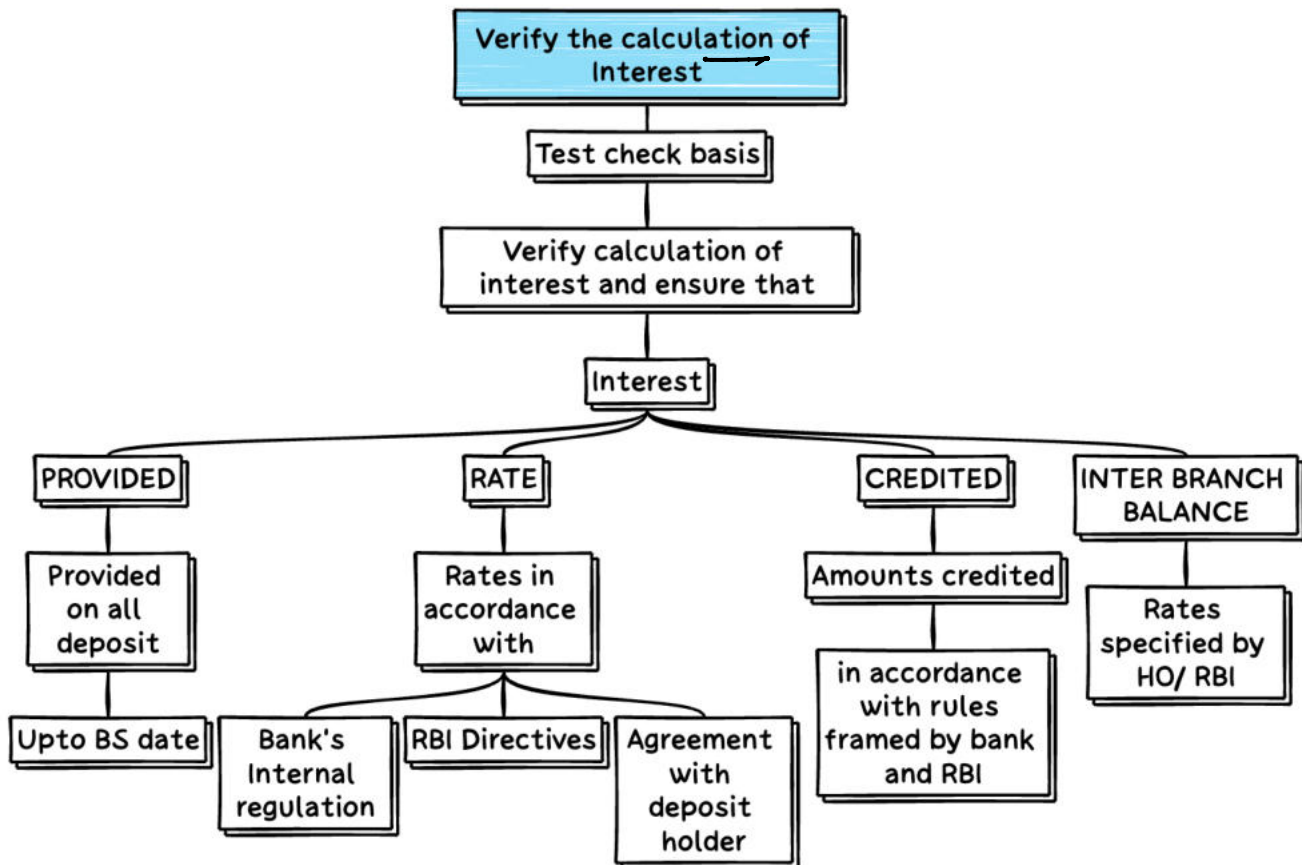 Verify the calculation of
Interest
Test check basis
Verify calculation of
interest and ensure that
Interest
PROVIDED
RATE
CREDITED
INTER BRANCH
BALANCE
Provided
on all
deposit
Rates in
accordance
with
Amounts credited
Rates
specified by
HO/ RBI
Upto BS date
Bank's
Internal
regulation
RBI Directives
Agreement
with
deposit
holder
in accordance
with rules
framed by bank
and RBI